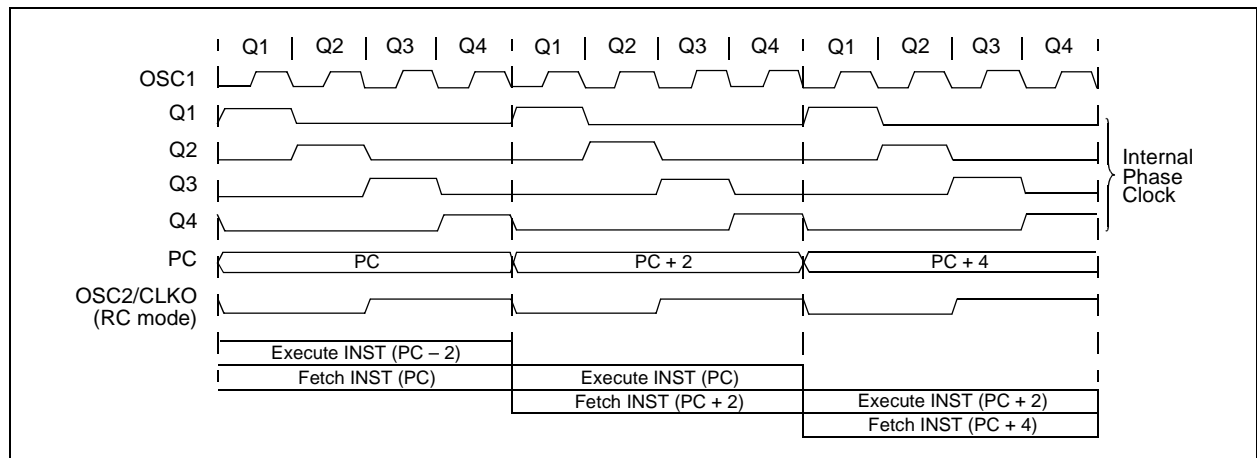 Q1 Q2 Q3 Q4 Q1 Q2 Q3 Q4 Q1 Q2 Q3 Q4
OSC1
Q1
Q2
Q3
Q4
Internal
Phase
Clock
PC PC PC + 2 PC + 4
OSC2/CLKO
(RC mode)
Execute INST (PC – 2)
Fetch INST (PC) Execute INST (PC)
Fetch INST (PC + 2) Execute INST (PC + 2)
Fetch INST (PC + 4)